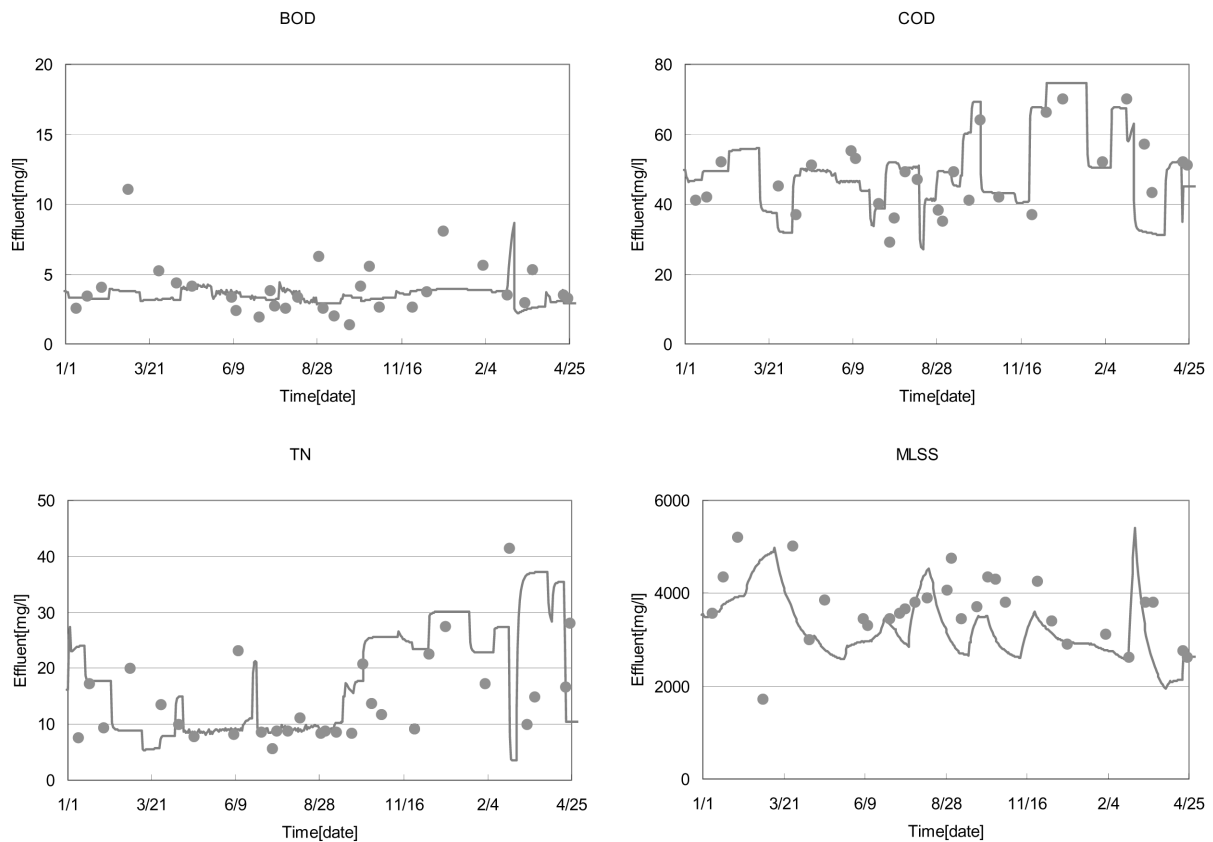 BOD
20
15
10
5
0
Effluent[mg/l]
1/1 3/21 6/9 8/28 11/16 2/4 4/25
Time[date]
COD
80
60
40
20
0
Effluent[mg/l]
1/1 3/21 6/9 8/28 11/16 2/4 4/25
Time[date]
TN
50
40
30
20
10
0
Effluent[mg/l]
1/1 3/21 6/9 8/28 11/16 2/4 4/25
Time[date]
MLSS
6000
4000
2000
0
Effluent[mg/l]
1/1 3/21 6/9 8/28 11/16 2/4 4/25
Time[date]